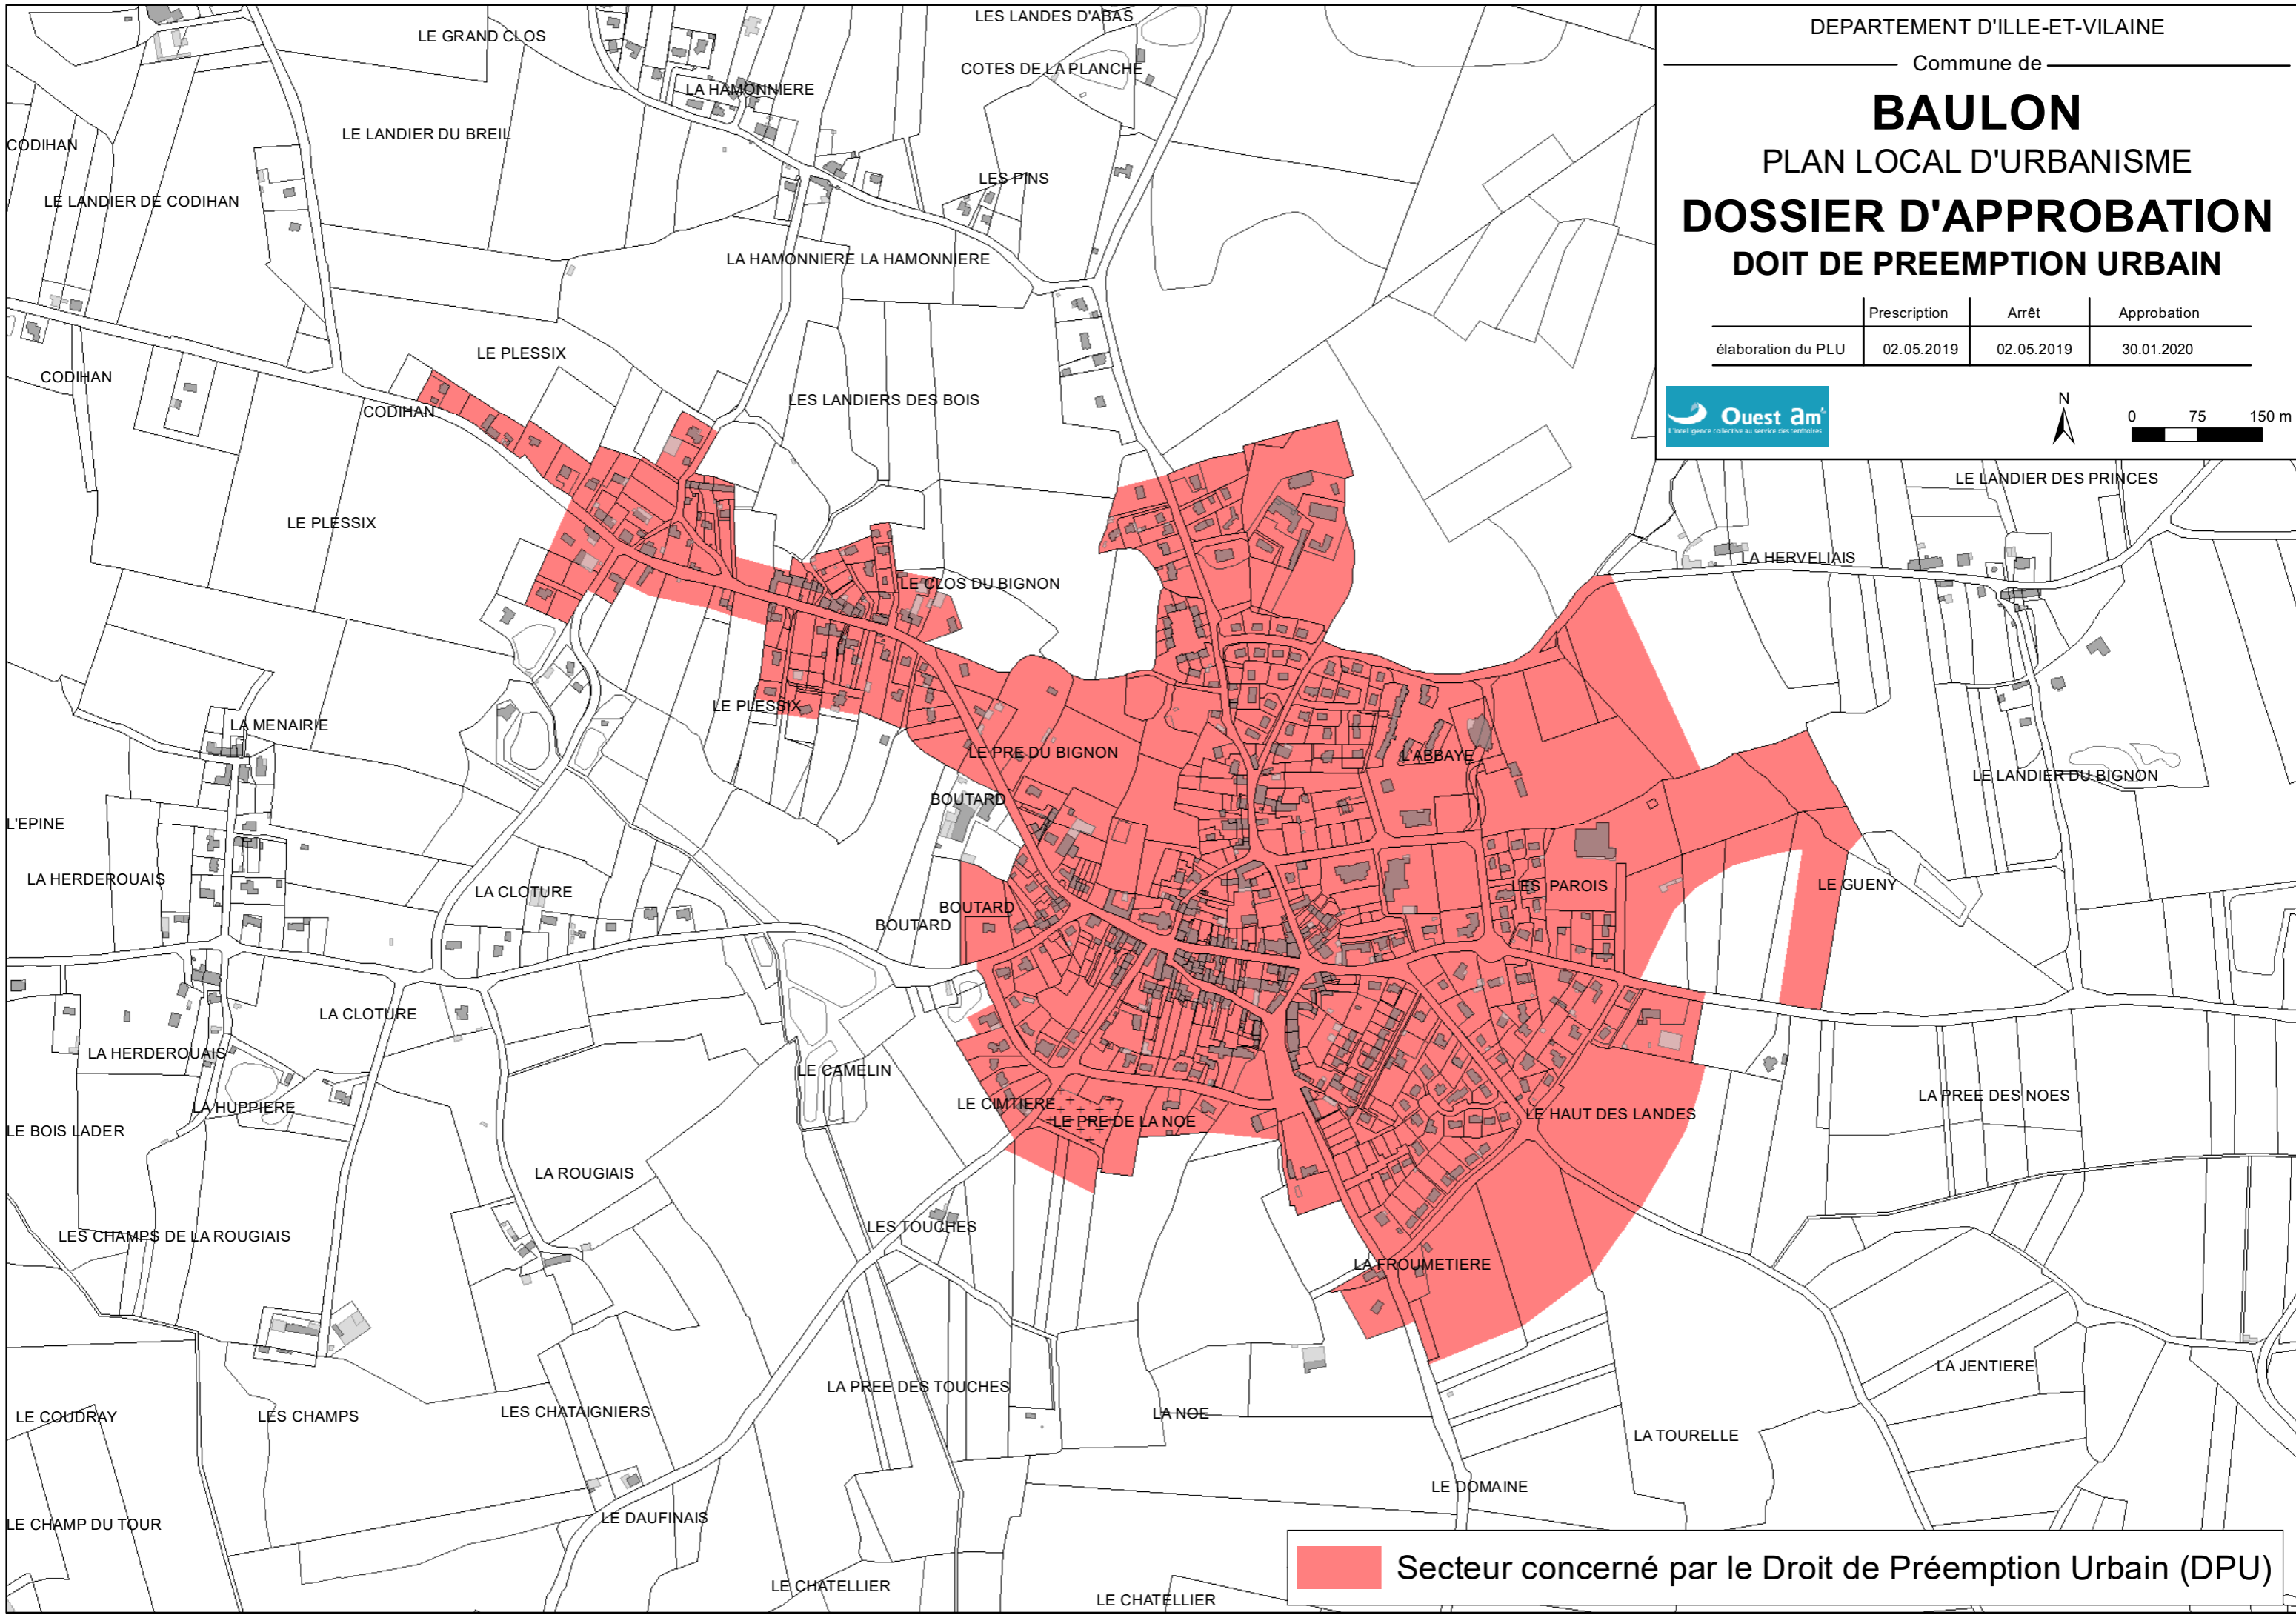 DEPARTEMENT D'ILLE-ET-VILAINE
Commune de
BAULON
PLAN LOCAL D'URBANISME
DOSSIER D'APPROBATION
DOIT DE PREEMPTION URBAIN
Prescription Arrêt Approbation
élaboration du PLU 02.05.2019 02.05.2019 30.01.2020
Ouest am'
L'intelligence collective au service des territoires
N
0 75 150 m
LES LANDES D'ABAS
LE GRAND CLOS
COTES DE LA PLANCHE
LA HAMONNIERE
LE LANDIER DU BREIL
CODIHAN
LES PINS
LE LANDIER DE CODIHAN
LA HAMONNIERE LA HAMONNIERE
LE PLESSIX
CODIHAN
LES LANDIERS DES BOIS
CODIHAN
LE LANDIER DES PRINCES
LE PLESSIX
LA HERVELIAIS
LE CLOS DU BIGNON
LE PLESSIX
LA MENAIRIE
LE PRE DU BIGNON
L'ABBAYE
LE LANDIER DU BIGNON
BOUTARD
L'EPINE
LA HERDEROUAIS
LA CLOTURE
LES PAROIS
LE GUENY
BOUTARD
BOUTARD
LA CLOTURE
LA HERDEROUAIS
LE CAMELIN
LA PREE DES NOES
LE CIMTIERE
LA HUPPIERE
LE PRE DE LA NOE
LE HAUT DES LANDES
LE BOIS LADER
LA ROUGIAIS
LES TOUCHES
LES CHAMPS DE LA ROUGIAIS
LA FROUMETIERE
LA JENTIERE
LA PREE DES TOUCHES
LE COUDRAY
LES CHAMPS
LES CHATAIGNIERS
LA NOE
LA TOURELLE
LE DOMAINE
LE CHAMP DU TOUR
LE DAUFINAIS
LE CHATELLIER
LE CHATELLIER
Secteur concerné par le Droit de Préemption Urbain (DPU)